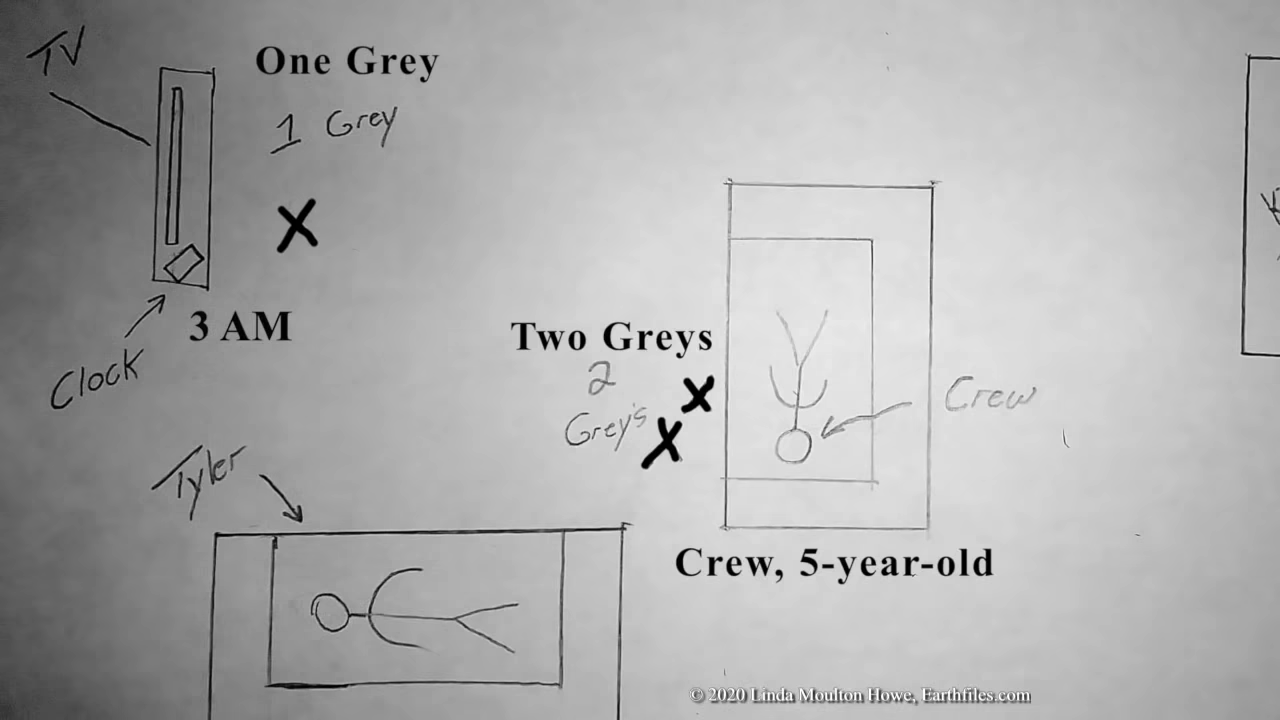 TV
One Grey
1 Grey
3 AM
Clock
Two Greys
2
Grey's
Crew
Tyler
Crew, 5-year-old
© 2020 Linda Moulton Howe, Earthfiles.com